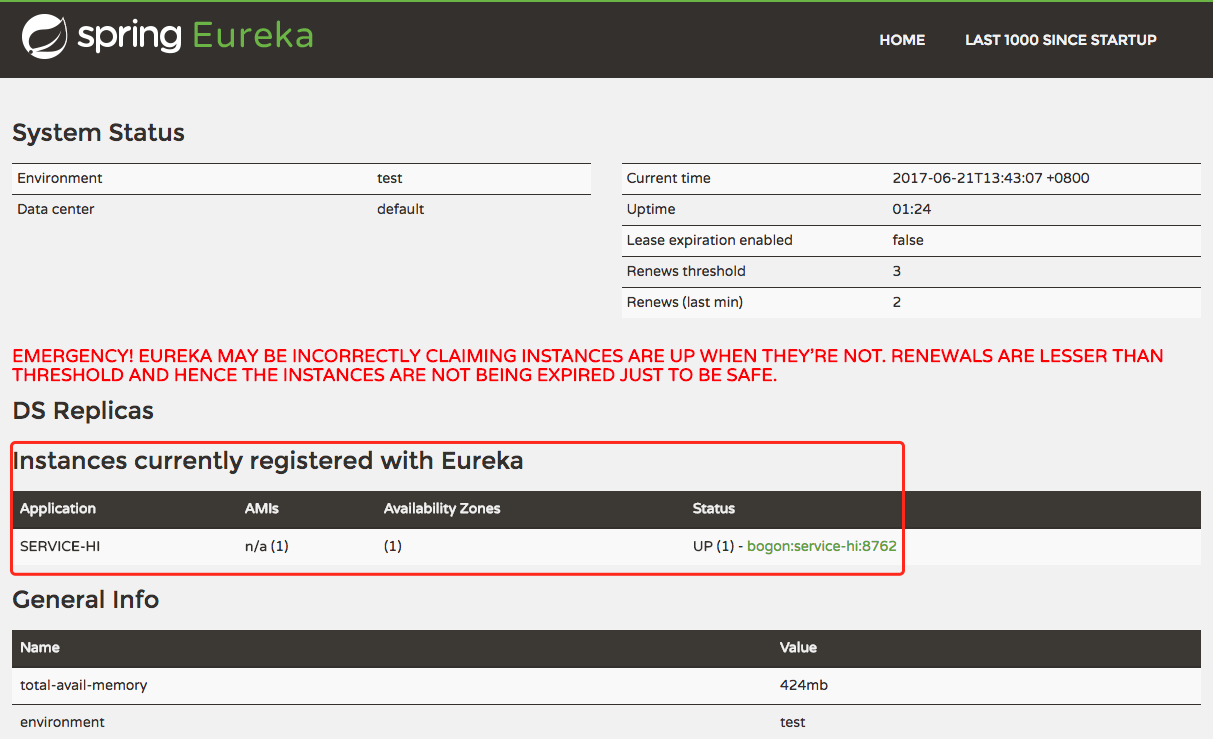 spring Eureka HOME LAST 1000 SINCE STARTUP
System Status
Environment test
Data center default
Current time 2017-06-21T13:43:07 +0800
Uptime 01:24
Lease expiration enabled false
Renews threshold 3
Renews (last min) 2
EMERGENCY! EUREKA MAY BE INCORRECTLY CLAIMING INSTANCES ARE UP WHEN THEY'RE NOT. RENEWALS ARE LESSER THAN
THRESHOLD AND HENCE THE INSTANCES ARE NOT BEING EXPIRED JUST TO BE SAFE.
DS Replicas
Instances currently registered with Eureka
Application AMIs Availability Zones Status
SERVICE-HI n/a (1) (1) UP (1) - bogon:service-hi:8762
General Info
Name Value
total-avail-memory 424mb
environment test